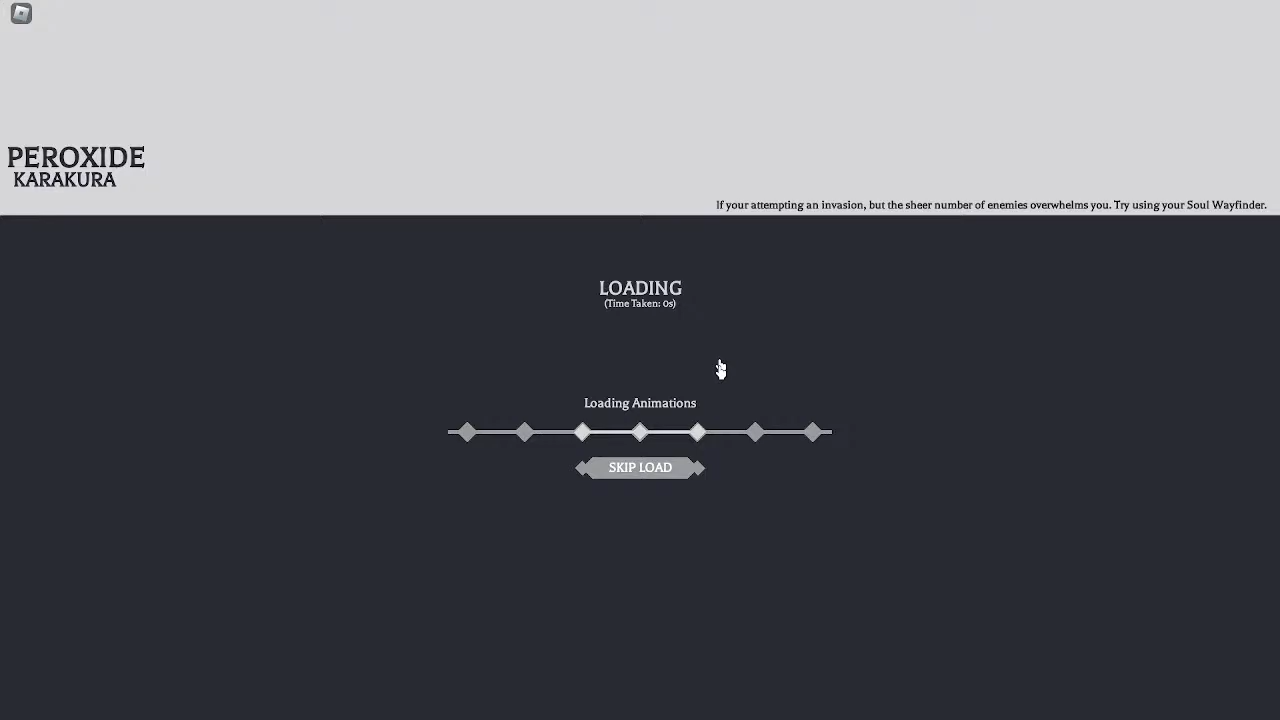 PEROXIDE
KARAKURA
If your attempting an invasion, but the sheer number of enemies overwhelms you. Try using your Soul Wayfinder.
LOADING
(Time Taken: 0s)
Loading Animations
SKIP LOAD